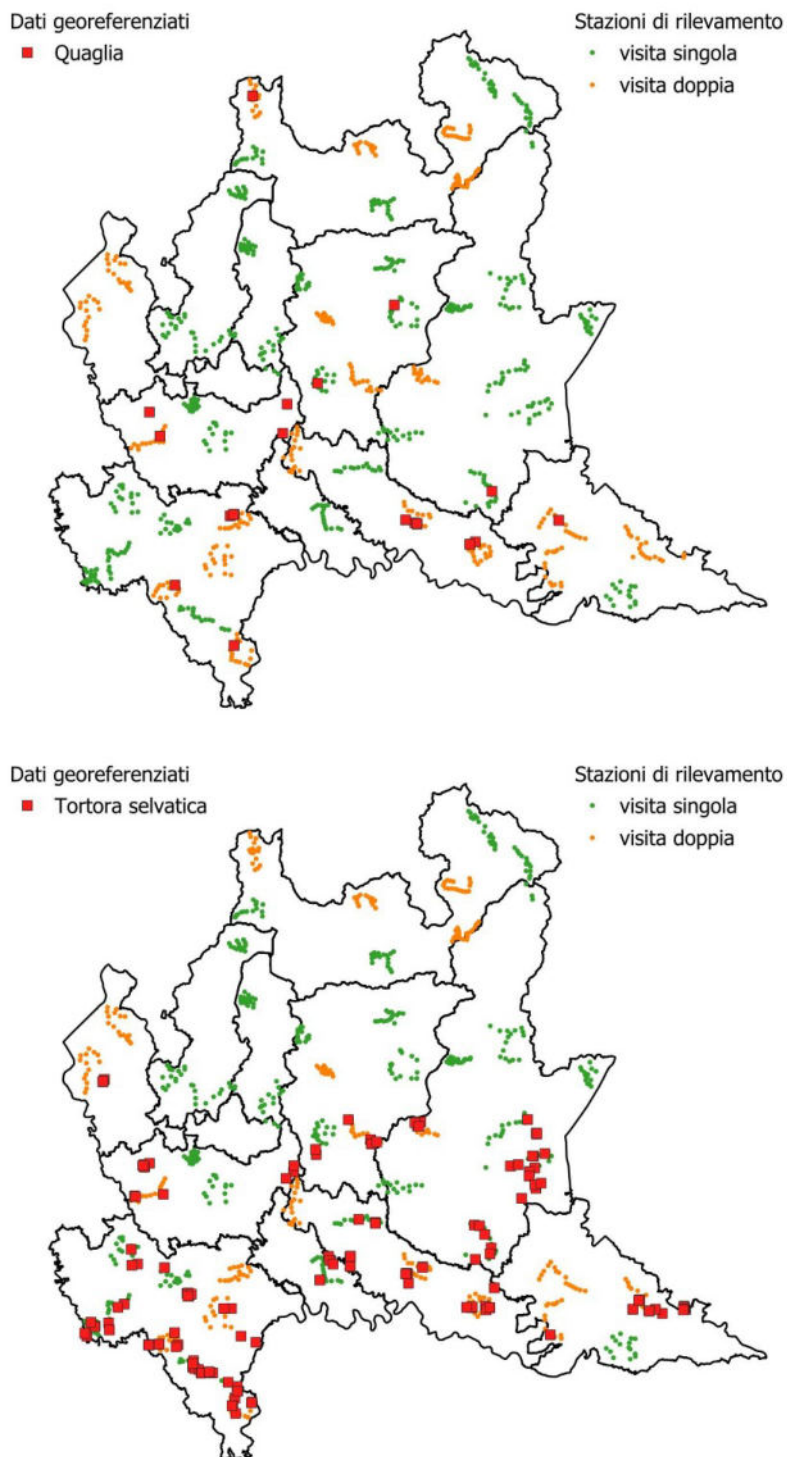 Dati georeferenziati
Quaglia
Stazioni di rilevamento
visita singola
visita doppia
Dati georeferenziati
Tortora selvatica
Stazioni di rilevamento
visita singola
visita doppia